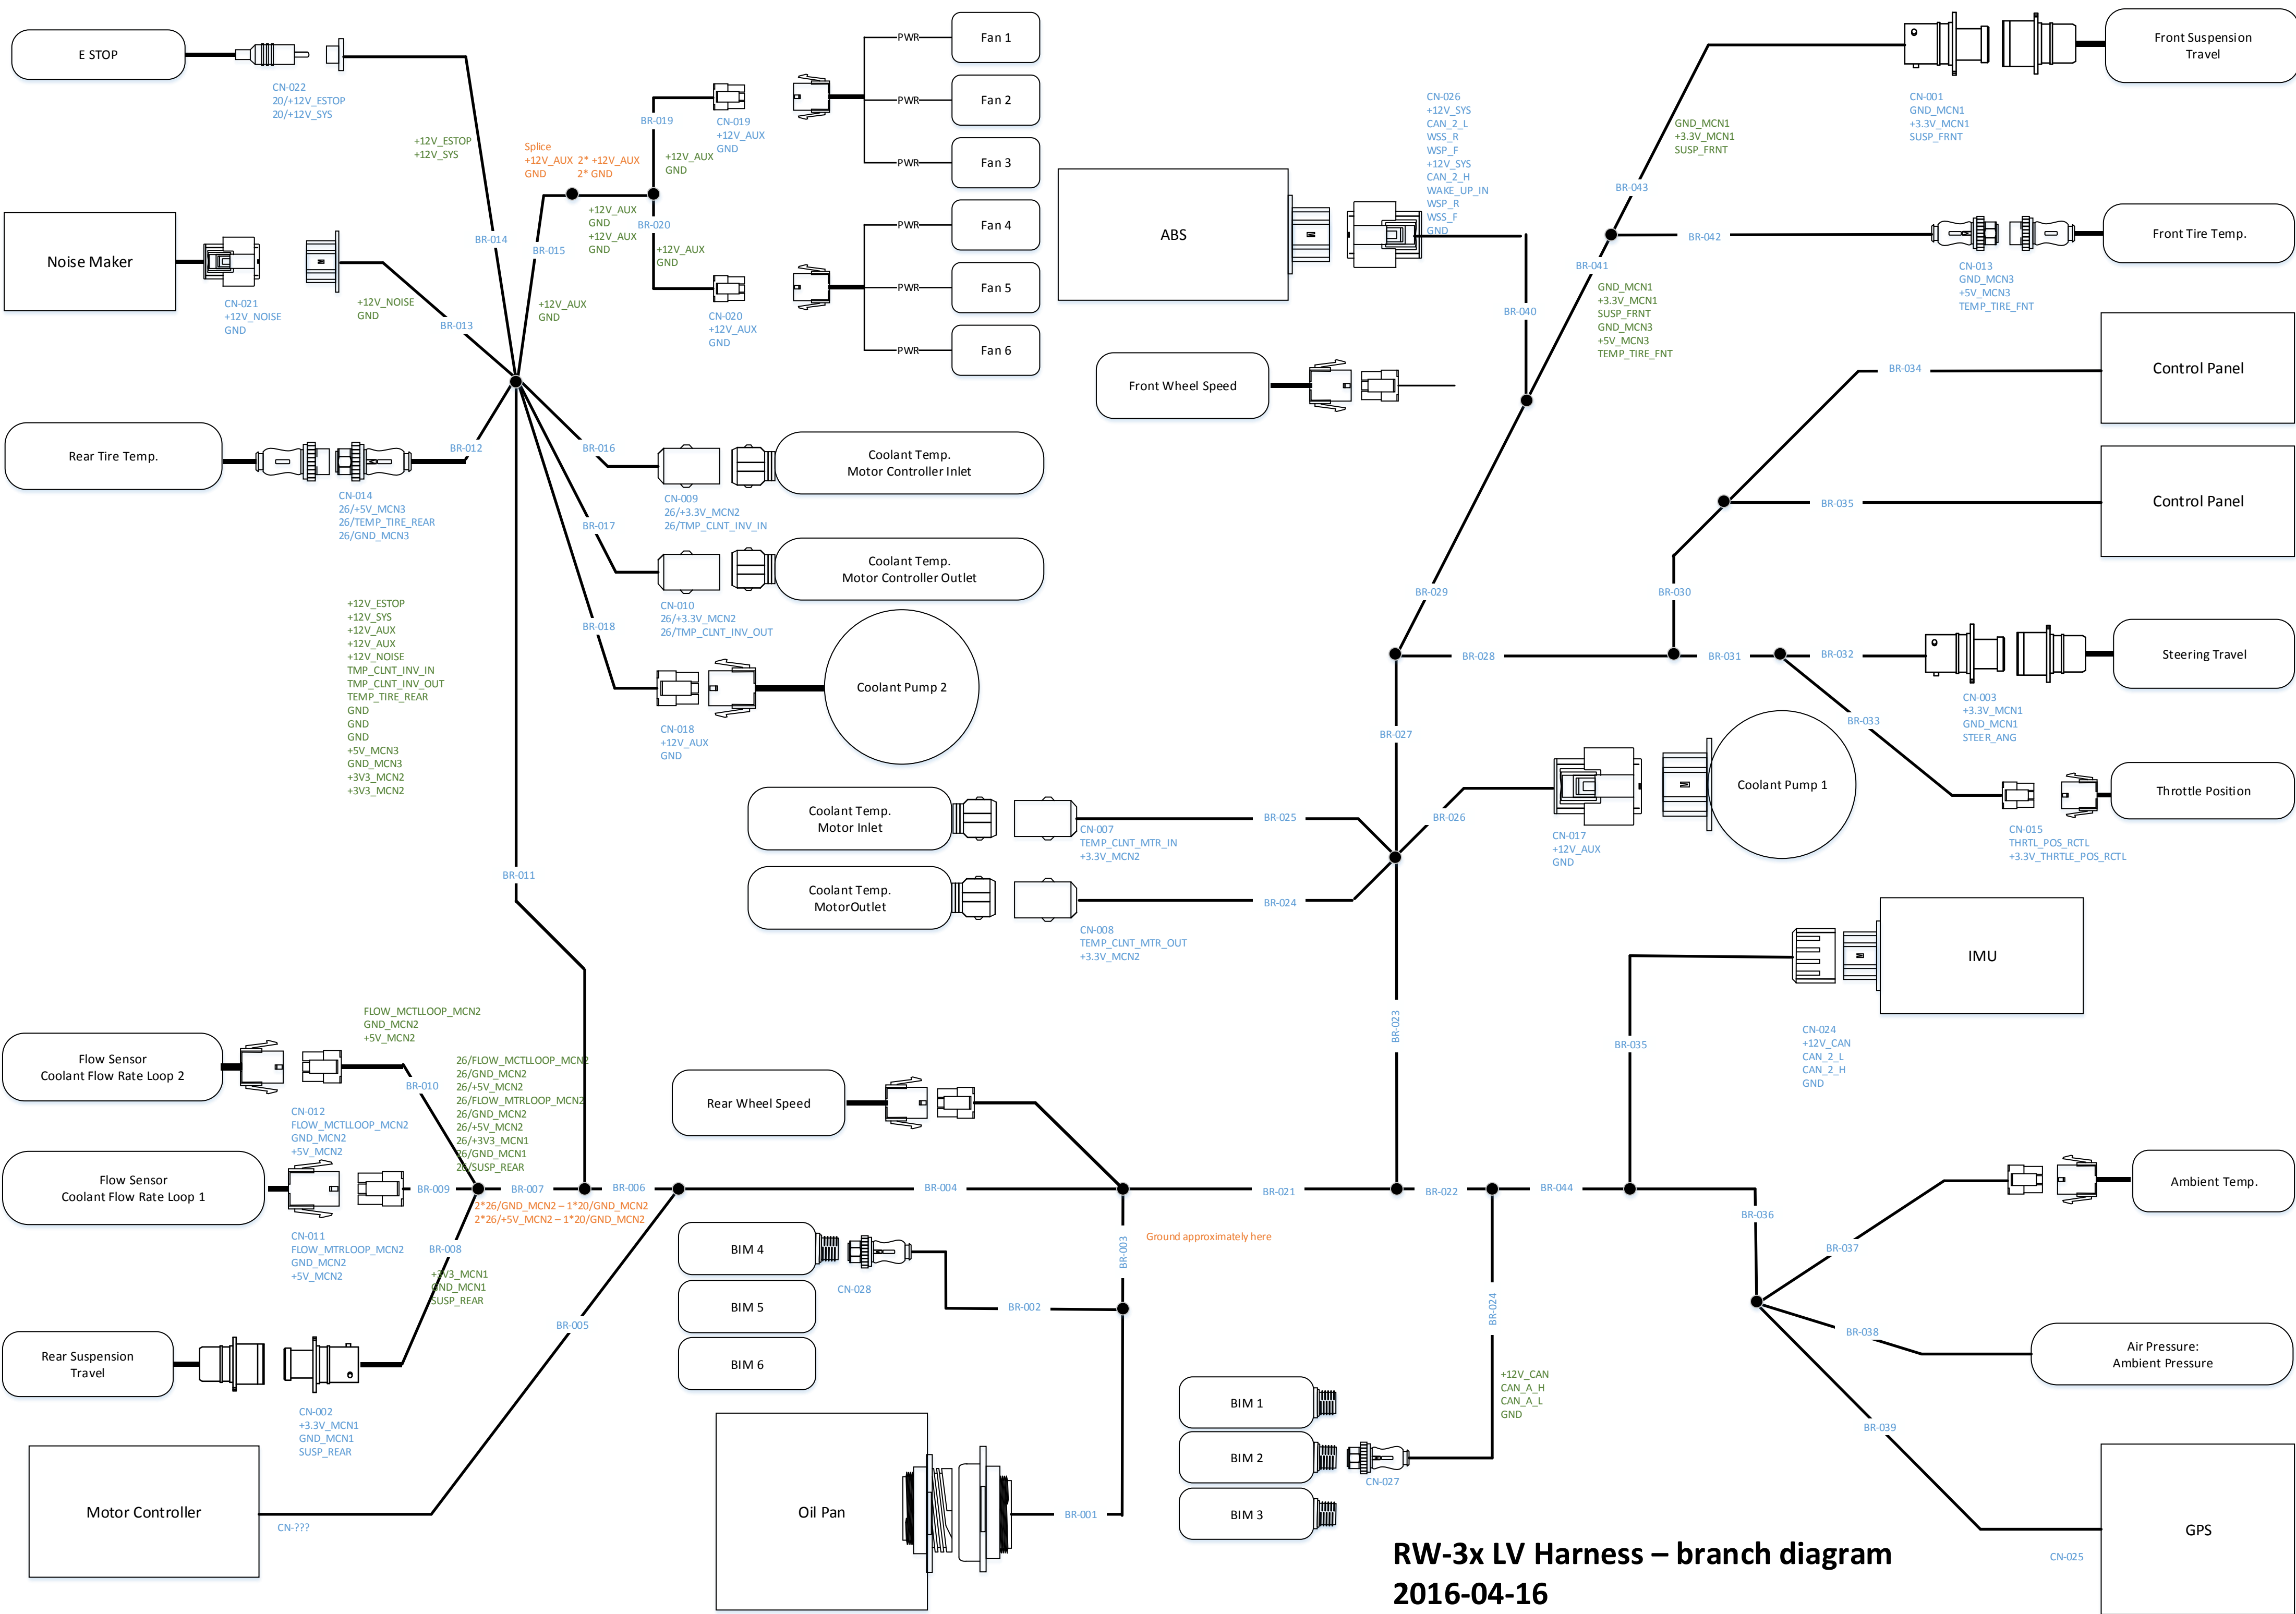 E STOP
CN-022
20/+12V_ESTOP
20/+12V_SYS
+12V_ESTOP
+12V_SYS
BR-014
Noise Maker
CN-021
+12V_NOISE
GND
+12V_NOISE
GND
BR-013
Splice
+12V_AUX 2* +12V_AUX
GND 2* GND
BR-015
+12V_AUX
GND
+12V_AUX
GND
+12V_AUX
GND
BR-019
+12V_AUX
GND
BR-020
+12V_AUX
GND
CN-019
+12V_AUX
GND
CN-020
+12V_AUX
GND
PWR
Fan 1
PWR
Fan 2
PWR
Fan 3
PWR
Fan 4
PWR
Fan 5
PWR
Fan 6
Rear Tire Temp.
CN-014
26/+5V_MCN3
26/TEMP_TIRE_REAR
26/GND_MCN3
BR-012
BR-016
CN-009
26/+3.3V_MCN2
26/TMP_CLNT_INV_IN
Coolant Temp.
Motor Controller Inlet
BR-017
CN-010
26/+3.3V_MCN2
26/TMP_CLNT_INV_OUT
Coolant Temp.
Motor Controller Outlet
BR-018
CN-018
+12V_AUX
GND
Coolant Pump 2
+12V_ESTOP
+12V_SYS
+12V_AUX
+12V_AUX
+12V_NOISE
TMP_CLNT_INV_IN
TMP_CLNT_INV_OUT
TEMP_TIRE_REAR
GND
GND
GND
+5V_MCN3
GND_MCN3
+3V3_MCN2
+3V3_MCN2
BR-011
ABS
CN-026
+12V_SYS
CAN_2_L
WSS_R
WSP_F
+12V_SYS
CAN_2_H
WAKE_UP_IN
WSP_R
WSS_F
GND
BR-040
Front Wheel Speed
Front Suspension
Travel
CN-001
GND_MCN1
+3.3V_MCN1
SUSP_FRNT
GND_MCN1
+3.3V_MCN1
SUSP_FRNT
BR-043
BR-042
Front Tire Temp.
CN-013
GND_MCN3
+5V_MCN3
TEMP_TIRE_FNT
BR-041
GND_MCN1
+3.3V_MCN1
SUSP_FRNT
GND_MCN3
+5V_MCN3
TEMP_TIRE_FNT
BR-034
Control Panel
BR-035
Control Panel
BR-029
BR-030
BR-028
BR-031
BR-032
CN-003
+3.3V_MCN1
GND_MCN1
STEER_ANG
Steering Travel
BR-033
CN-015
THRTL_POS_RCTL
+3.3V_THRTLE_POS_RCTL
Throttle Position
BR-027
BR-026
CN-017
+12V_AUX
GND
Coolant Pump 1
Coolant Temp.
Motor Inlet
CN-007
TEMP_CLNT_MTR_IN
+3.3V_MCN2
BR-025
Coolant Temp.
MotorOutlet
CN-008
TEMP_CLNT_MTR_OUT
+3.3V_MCN2
BR-024
BR-023
IMU
CN-024
+12V_CAN
CAN_2_L
CAN_2_H
GND
BR-035
Flow Sensor
Coolant Flow Rate Loop 2
FLOW_MCTLLOOP_MCN2
GND_MCN2
+5V_MCN2
BR-010
CN-012
FLOW_MCTLLOOP_MCN2
GND_MCN2
+5V_MCN2
26/FLOW_MCTLLOOP_MCN2
26/GND_MCN2
26/+5V_MCN2
26/FLOW_MTRLOOP_MCN2
26/GND_MCN2
26/+5V_MCN2
26/+3V3_MCN1
26/GND_MCN1
26/SUSP_REAR
Flow Sensor
Coolant Flow Rate Loop 1
CN-011
FLOW_MTRLOOP_MCN2
GND_MCN2
+5V_MCN2
BR-009
BR-007
BR-006
2*26/GND_MCN2 – 1*20/GND_MCN2
2*26/+5V_MCN2 – 1*20/GND_MCN2
BR-008
+3V3_MCN1
GND_MCN1
SUSP_REAR
Rear Suspension
Travel
CN-002
+3.3V_MCN1
GND_MCN1
SUSP_REAR
Motor Controller
CN-???
BR-005
Rear Wheel Speed
BR-004
BR-021
BR-022
BR-044
BR-036
BR-003
Ground approximately here
BIM 4
CN-028
BIM 5
BIM 6
BR-002
Oil Pan
BR-001
BIM 1
BIM 2
BIM 3
CN-027
BR-024
+12V_CAN
CAN_A_H
CAN_A_L
GND
BR-037
Ambient Temp.
BR-038
Air Pressure:
Ambient Pressure
BR-039
CN-025
GPS
RW-3x LV Harness – branch diagram
2016-04-16